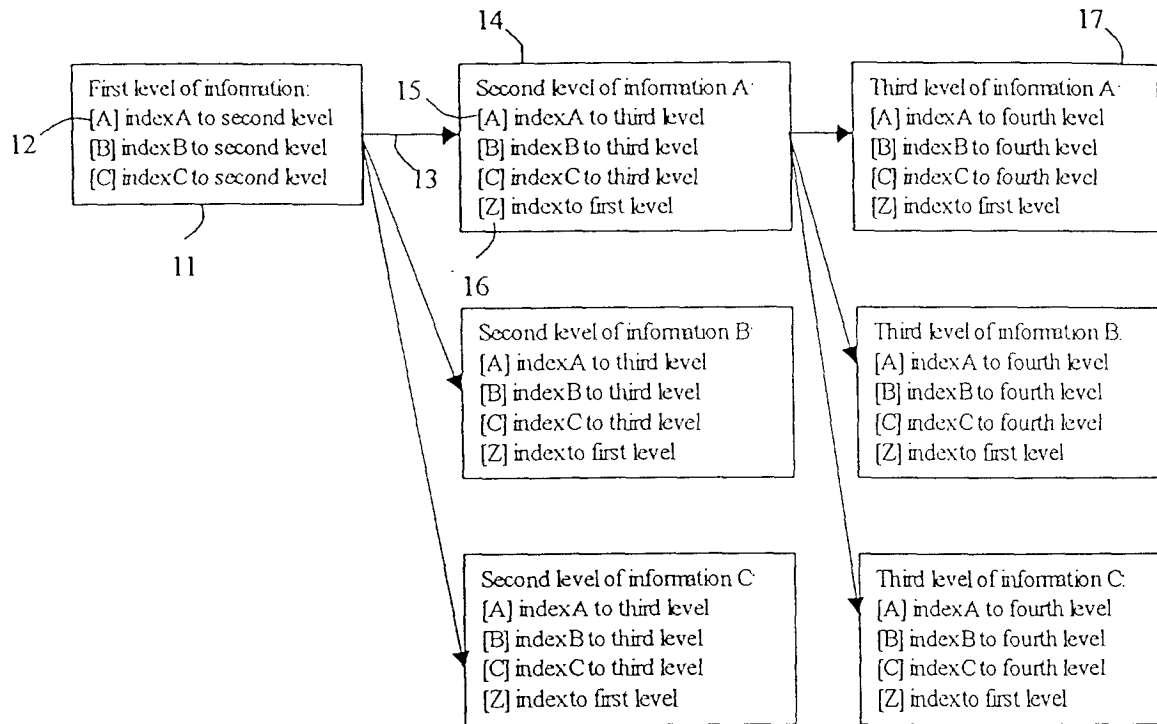 14
17
First level of information:
[A] indexA to second level
[B] indexB to second level
[C] indexC to second level
12
11
13
15
Second level of information A:
[A] indexA to third level
[B] indexB to third level
[C] indexC to third level
[Z] index to first level
16
Third level of information A:
[A] indexA to fourth level
[B] indexB to fourth level
[C] indexC to fourth level
[Z] index to first level
Second level of information B:
[A] indexA to third level
[B] indexB to third level
[C] indexC to third level
[Z] index to first level
Third level of information B:
[A] indexA to fourth level
[B] indexB to fourth level
[C] indexC to fourth level
[Z] index to first level
Second level of information C:
[A] indexA to third level
[B] indexB to third level
[C] indexC to third level
[Z] index to first level
Third level of information C:
[A] indexA to fourth level
[B] indexB to fourth level
[C] indexC to fourth level
[Z] index to first level